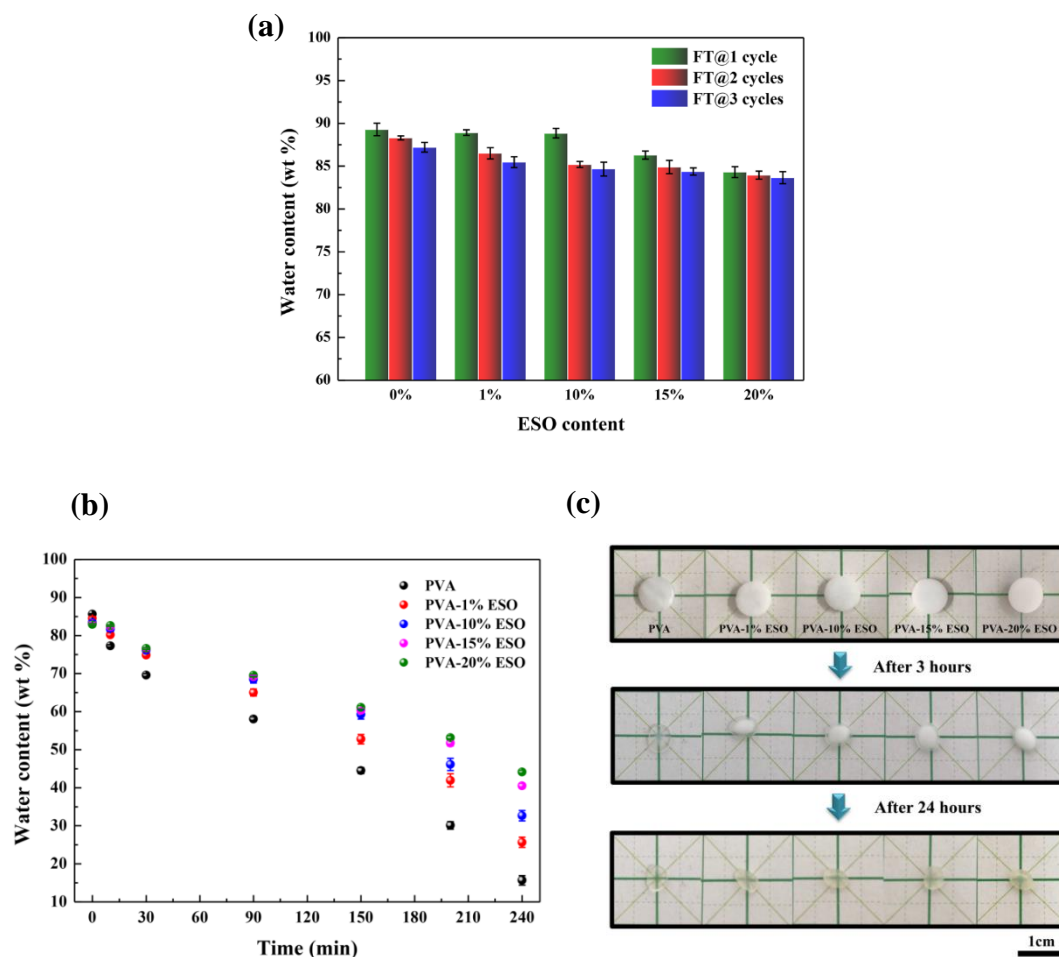 (a)
100
95
90
85
80
75
70
65
60
Water content (wt %)
FT@1 cycle
FT@2 cycles
FT@3 cycles
0% 1% 10% 15% 20%
ESO content
(b)
100
90
80
70
60
50
40
30
20
10
Water content (wt %)
PVA
PVA-1% ESO
PVA-10% ESO
PVA-15% ESO
PVA-20% ESO
0 30 60 90 120 150 180 210 240
Time (min)
(c)
PVA PVA-1% ESO PVA-10% ESO PVA-15% ESO PVA-20% ESO
After 3 hours
After 24 hours
1cm